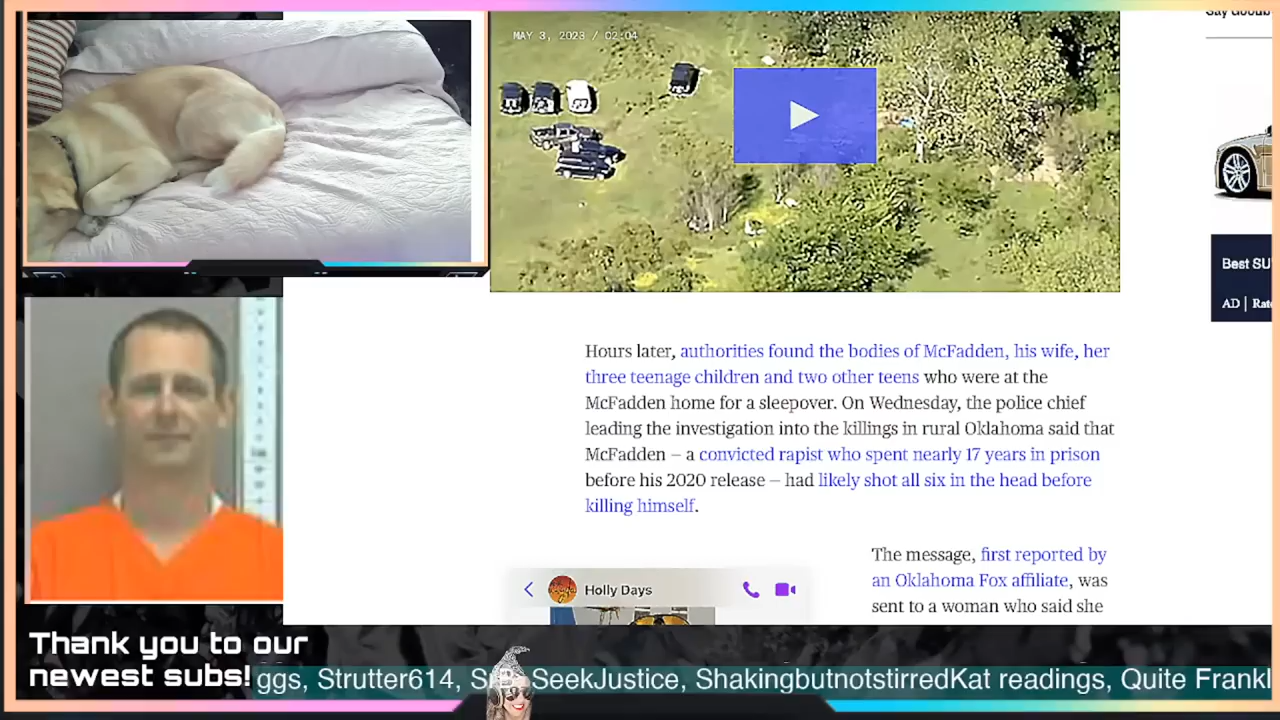 MAY 3, 2023 / 02:04
Best SU
AD | Rate
Hours later, authorities found the bodies of McFadden, his wife, her
three teenage children and two other teens who were at the
McFadden home for a sleepover. On Wednesday, the police chief
leading the investigation into the killings in rural Oklahoma said that
McFadden – a convicted rapist who spent nearly 17 years in prison
before his 2020 release – had likely shot all six in the head before
killing himself.
The message, first reported by
an Oklahoma Fox affiliate, was
sent to a woman who said she
Holly Days
Thank you to our
newest subs!
ggs, Strutter614, SeekJustice, ShakingbutnotstirredKat readings, Quite Frankl